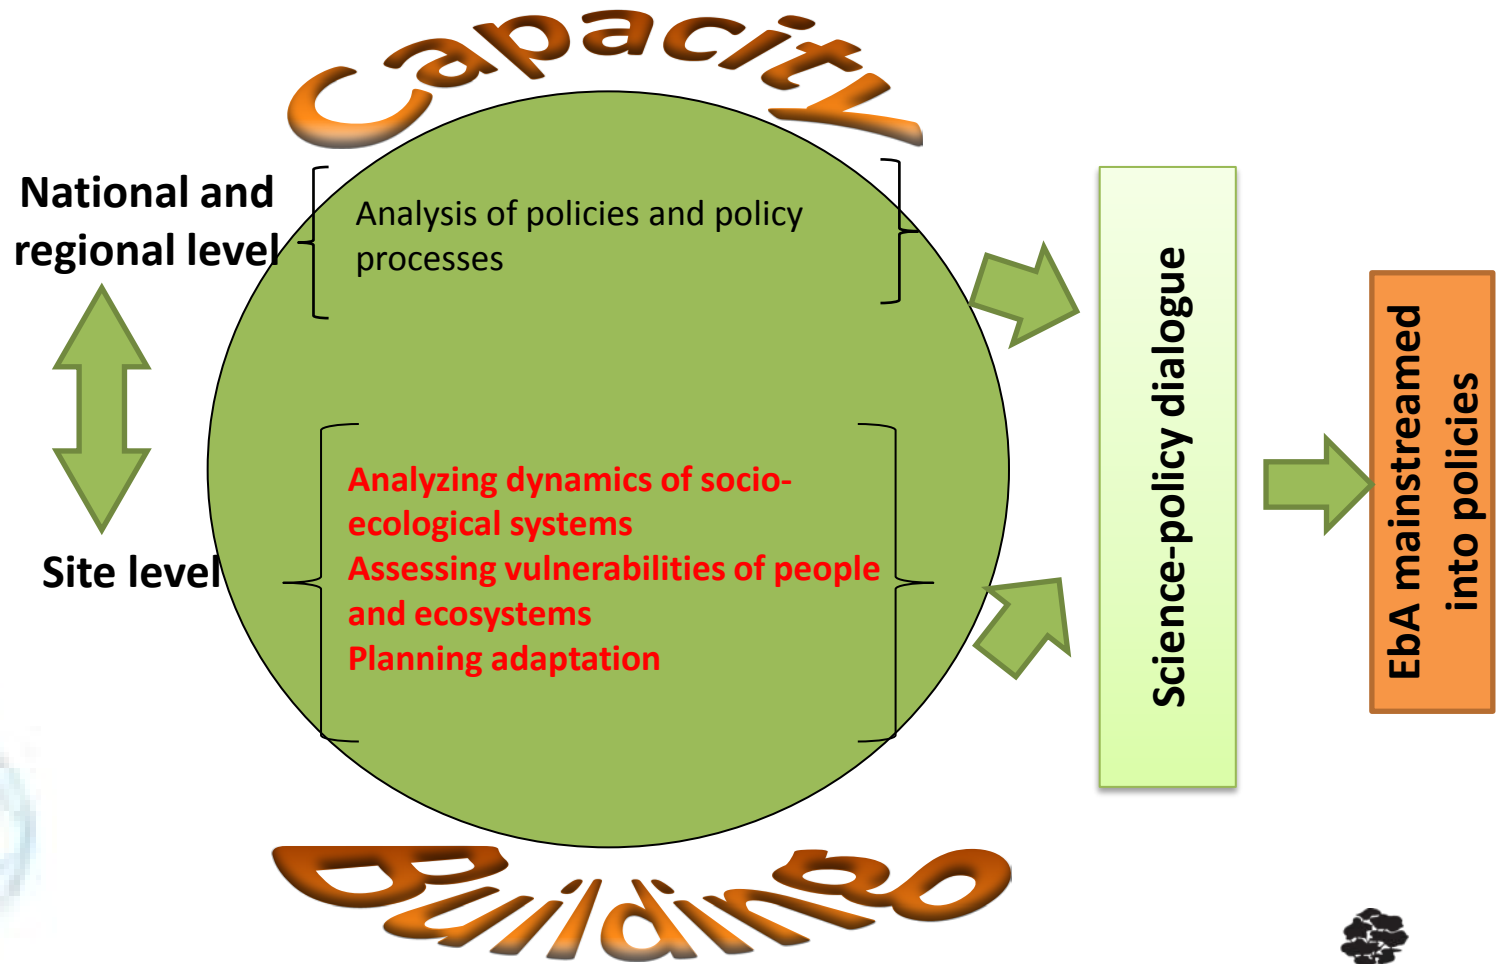 Capacity
National and
regional level
Analysis of policies and policy
processes
Site level
Analyzing dynamics of socio-
ecological systems
Assessing vulnerabilities of people
and ecosystems
Planning adaptation
Science-policy dialogue
EbA mainstreamed
into policies
Building